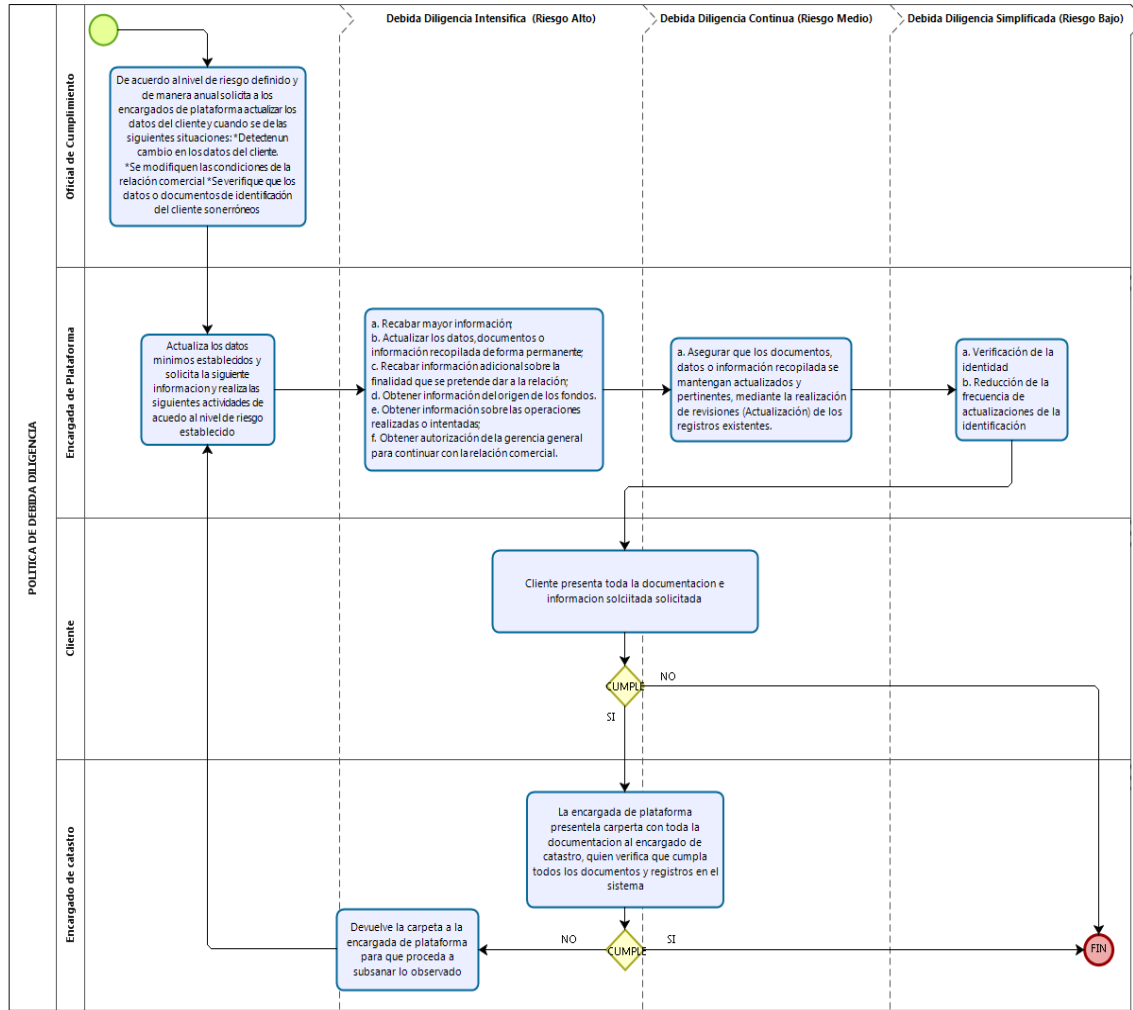 Debida Diligencia Intensifica (Riesgo Alto)
Debida Diligencia Continua (Riesgo Medio)
Debida Diligencia Simplificada (Riesgo Bajo)
POLITICA DE DEBIDA DILIGENCIA
Oficial de Cumplimiento
De acuerdo al nivel de riesgo definido y
de manera anual solicita a los
encargados de plataforma actualizar los
datos del cliente y cuando se de las
siguientes situaciones: *Detecten un
cambio en los datos del cliente.
*Se modifiquen las condiciones de la
relación comercial *Se verifique que los
datos o documentos de identificación
del cliente son erróneos
Encargada de Plataforma
Actualiza los datos
minimos establecidos y
solicita la siguiente
informacion y realiza las
siguientes actividades de
acuedo al nivel de riesgo
establecido
a. Recabar mayor información;
b. Actualizar los datos, documentos o
información recopilada de forma permanente;
c. Recabar información adicional sobre la
finalidad que se pretende dar a la relación;
d. Obtener información del origen de los fondos.
e. Obtener información sobre las operaciones
realizadas o intentadas;
f. Obtener autorización de la gerencia general
para continuar con la relación comercial.
a. Asegurar que los documentos,
datos o información recopilada se
mantengan actualizados y
pertinentes, mediante la realización
de revisiones (Actualización) de los
registros existentes.
a. Verificación de la
identidad
b. Reducción de la
frecuencia de
actualizaciones de la
identificación
Cliente
Cliente presenta toda la documentacion e
informacion solciitada solicitada
CUMPLE
NO
SI
Encargado de catastro
La encargada de plataforma
presentela carperta con toda la
documentacion al encargado de
catastro, quien verifica que cumpla
todos los documentos y registros en el
sistema
Devuelve la carpeta a la
encargada de plataforma
para que proceda a
subsanar lo observado
NO
CUMPLE
SI
FIN